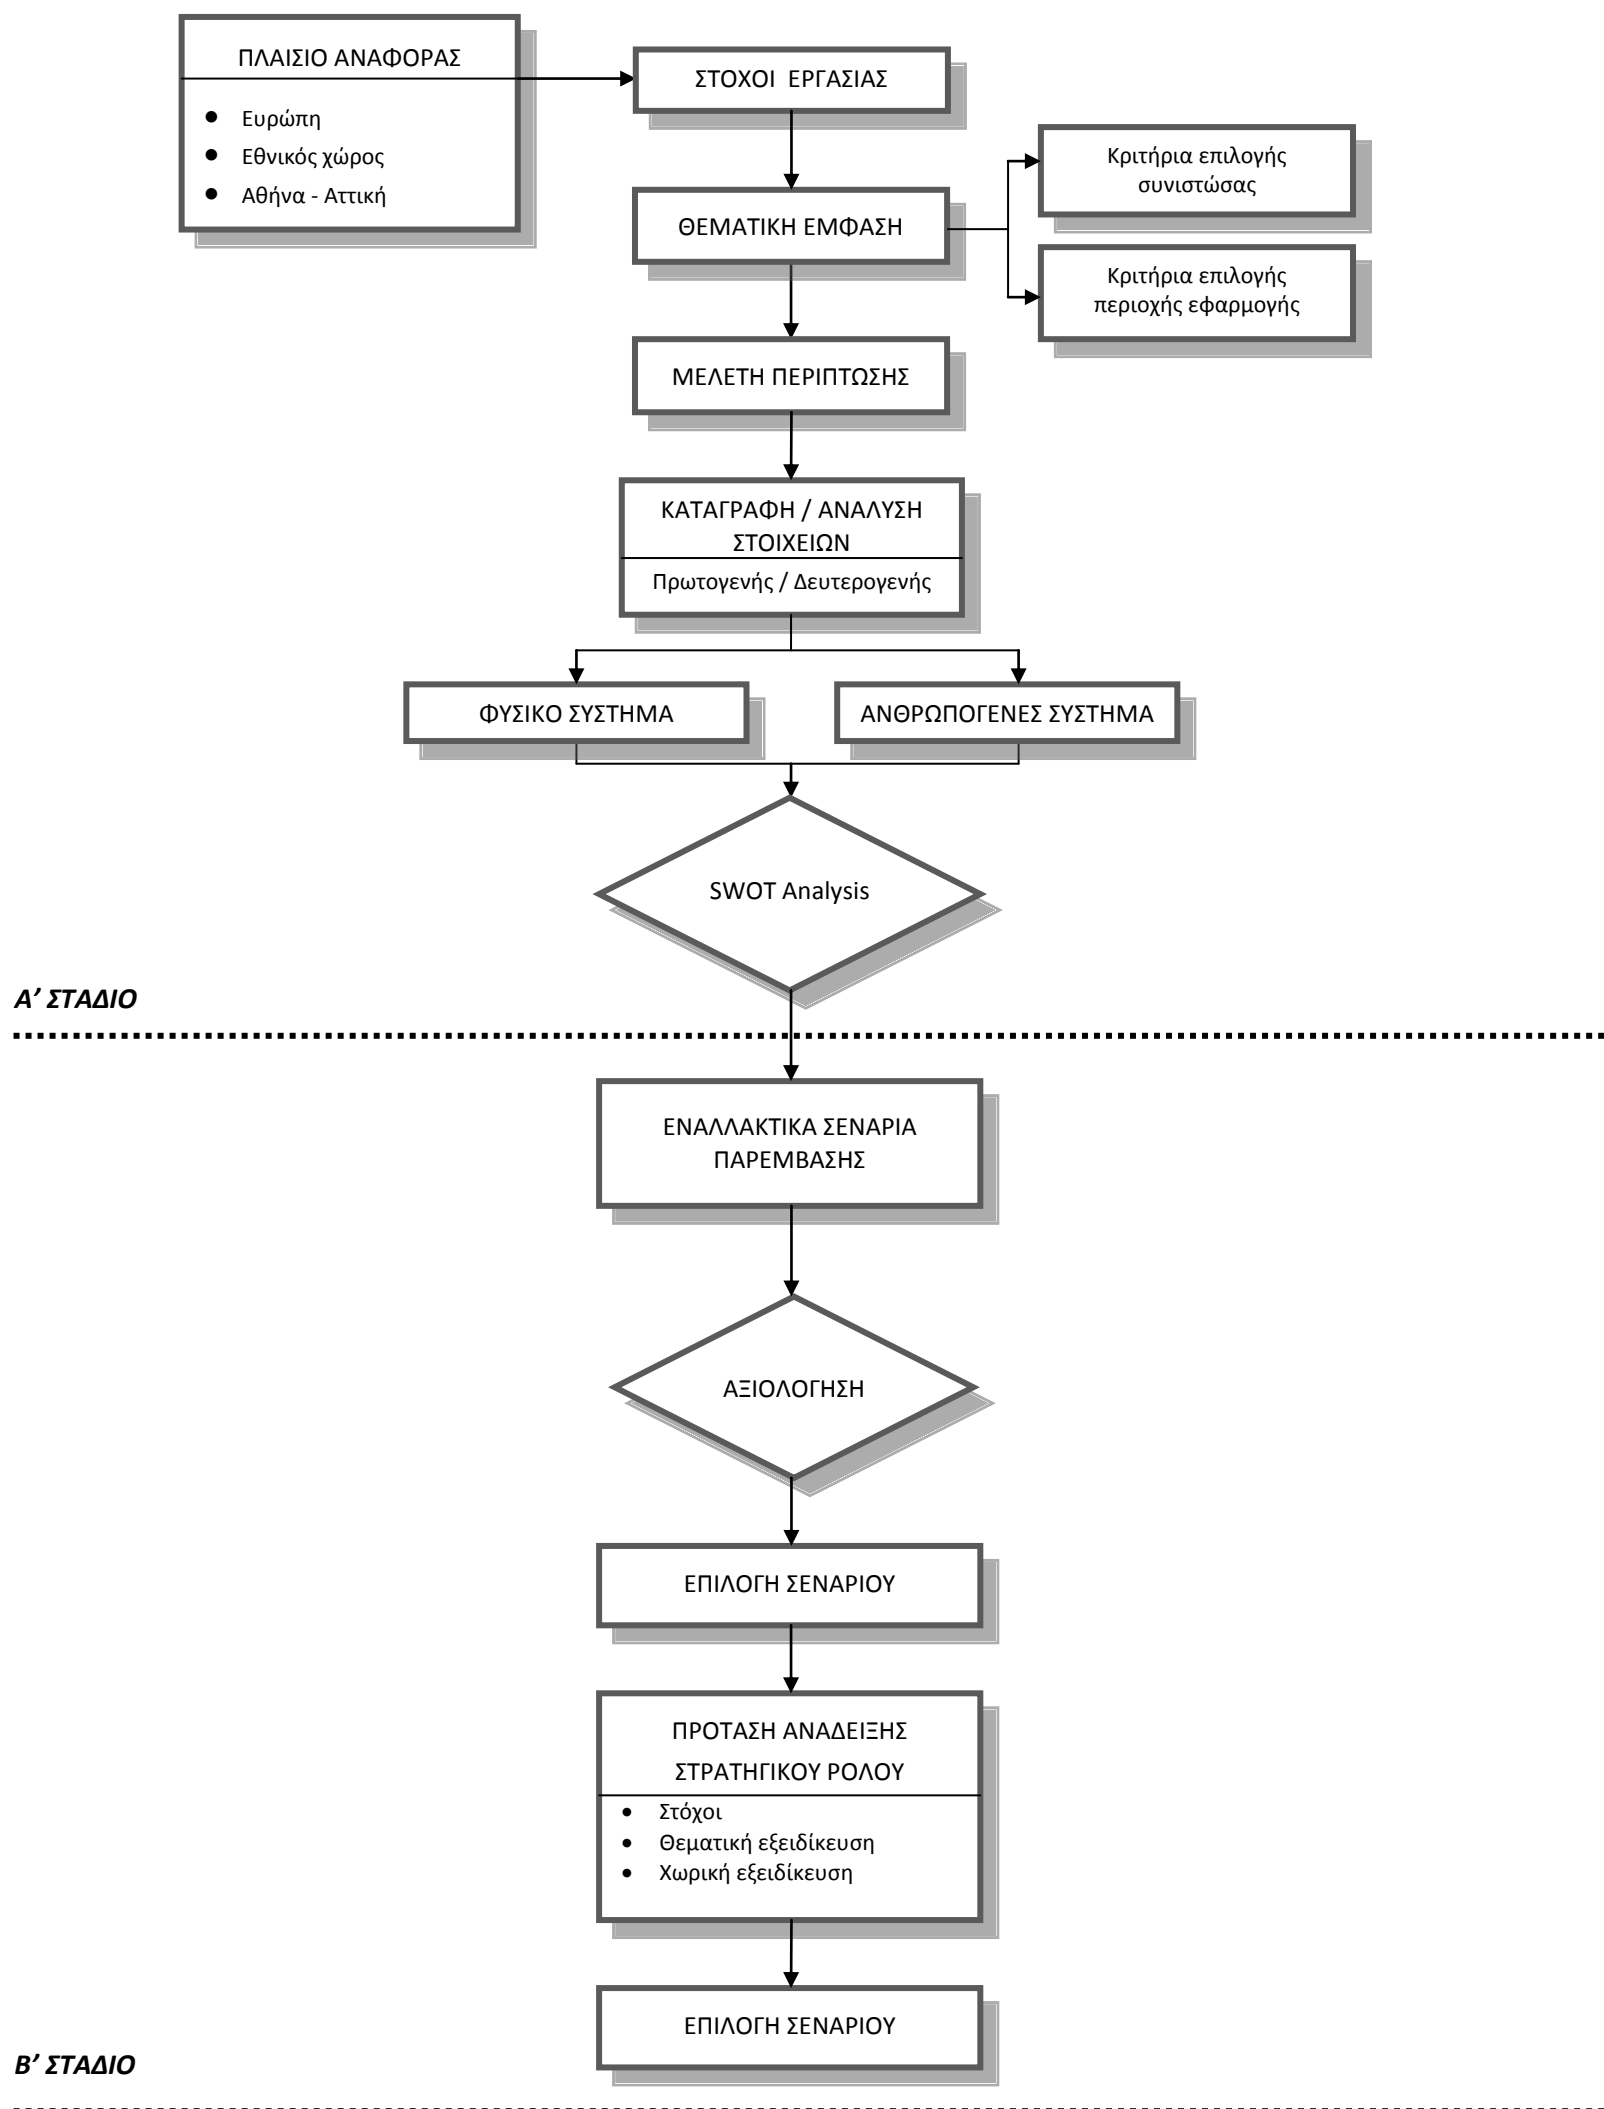 ΠΛΑΙΣΙΟ ΑΝΑΦΟΡΑΣ
● Ευρώπη
● Εθνικός χώρος
● Αθήνα - Αττική
ΣΤΟΧΟΙ ΕΡΓΑΣΙΑΣ
ΘΕΜΑΤΙΚΗ ΕΜΦΑΣΗ
Κριτήρια επιλογής
συνιστώσας
Κριτήρια επιλογής
περιοχής εφαρμογής
ΜΕΛΕΤΗ ΠΕΡΙΠΤΩΣΗΣ
ΚΑΤΑΓΡΑΦΗ / ΑΝΑΛΥΣΗ
ΣΤΟΙΧΕΙΩΝ
Πρωτογενής / Δευτερογενής
ΦΥΣΙΚΟ ΣΥΣΤΗΜΑ
ΑΝΘΡΩΠΟΓΕΝΕΣ ΣΥΣΤΗΜΑ
SWOT Analysis
Α’ ΣΤΑΔΙΟ
ΕΝΑΛΛΑΚΤΙΚΑ ΣΕΝΑΡΙΑ
ΠΑΡΕΜΒΑΣΗΣ
ΑΞΙΟΛΟΓΗΣΗ
ΕΠΙΛΟΓΗ ΣΕΝΑΡΙΟΥ
ΠΡΟΤΑΣΗ ΑΝΑΔΕΙΞΗΣ
ΣΤΡΑΤΗΓΙΚΟΥ ΡΟΛΟΥ
● Στόχοι
● Θεματική εξειδίκευση
● Χωρική εξειδίκευση
ΕΠΙΛΟΓΗ ΣΕΝΑΡΙΟΥ
Β’ ΣΤΑΔΙΟ